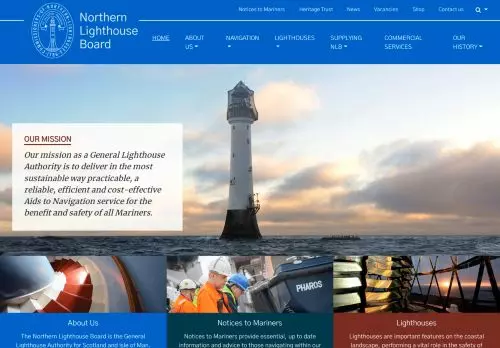 Northern
Lighthouse
Board
Notices to Mariners Heritage Trust News Vacancies Shop Contact us
HOME ABOUT US NAVIGATION LIGHTHOUSES SUPPLYING NLB COMMERCIAL SERVICES OUR HISTORY
OUR MISSION
Our mission as a General Lighthouse
Authority is to deliver in the most
sustainable way practicable, a
reliable, efficient and cost-effective
Aids to Navigation service for the
benefit and safety of all Mariners.
PHAROS
About Us
The Northern Lighthouse Board is the General
Lighthouse Authority for Scotland and Isle of Man.
Notices to Mariners
Notices to Mariners provide essential, up to date
information and advice to those navigating within our
Lighthouses
Lighthouses are important features on the coastal
landscape, performing a vital role in the safety of